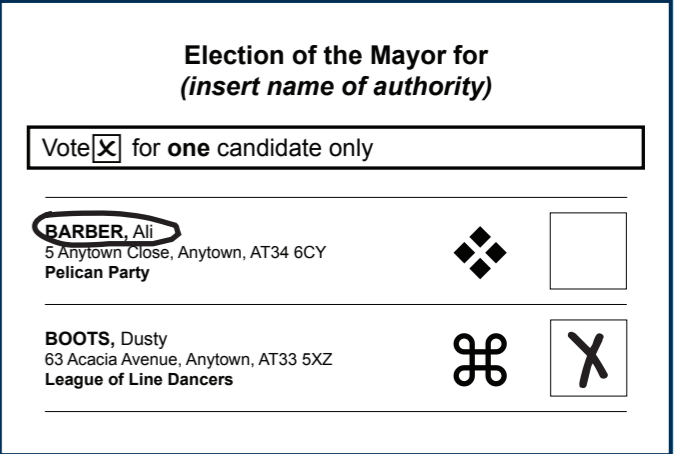 Election of the Mayor for
(insert name of authority)
Vote X for one candidate only
BARBER, Ali
5 Anytown Close, Anytown, AT34 6CY
Pelican Party
BOOTS, Dusty
63 Acacia Avenue, Anytown, AT33 5XZ
League of Line Dancers
X